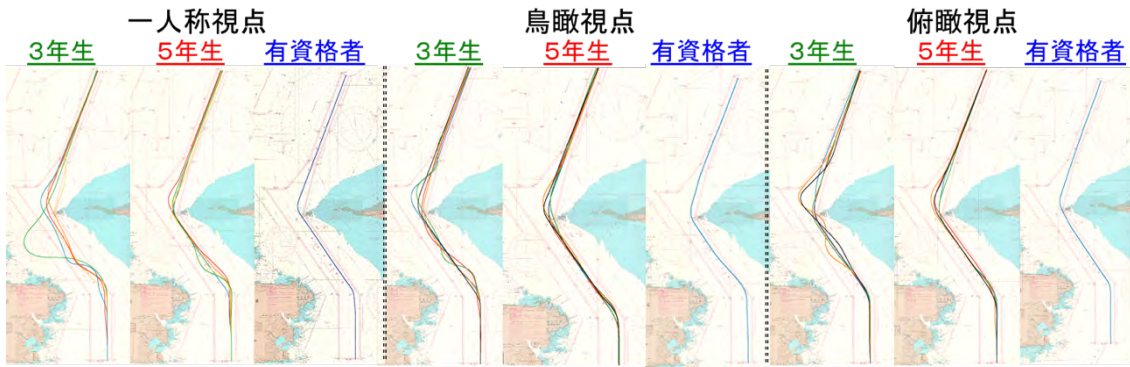 一人称視点 鳥瞰視点 俯瞰視点
3年生 5年生 有資格者 3年生 5年生 有資格者 3年生 5年生 有資格者